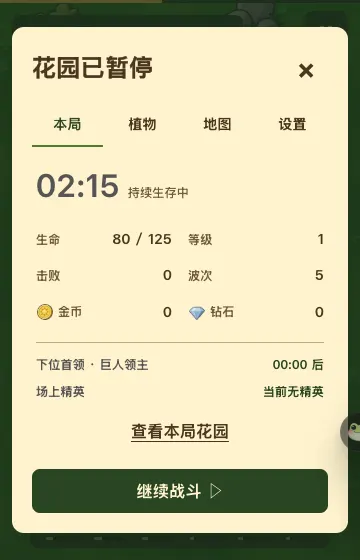 花园已暂停 ×
本局 植物 地图 设置
02:15 持续生存中
生命 80 / 125 等级 1
击败 0 波次 5
金币 0 钻石 0
下位首领 · 巨人领主 00:00 后
场上精英 当前无精英
查看本局花园
继续战斗 ▷